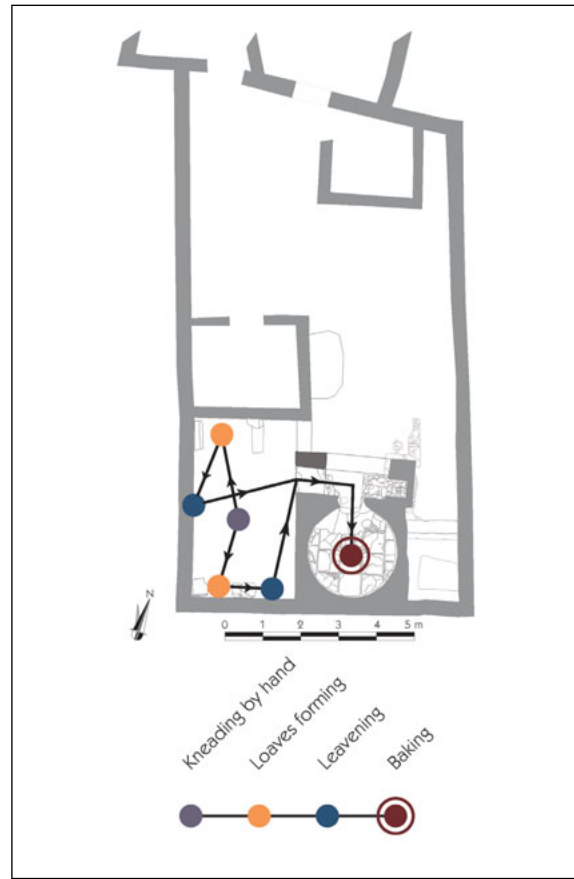 N
0 1 2 3 4 5 m
Kneading by hand
Loaves forming
Leavening
Baking